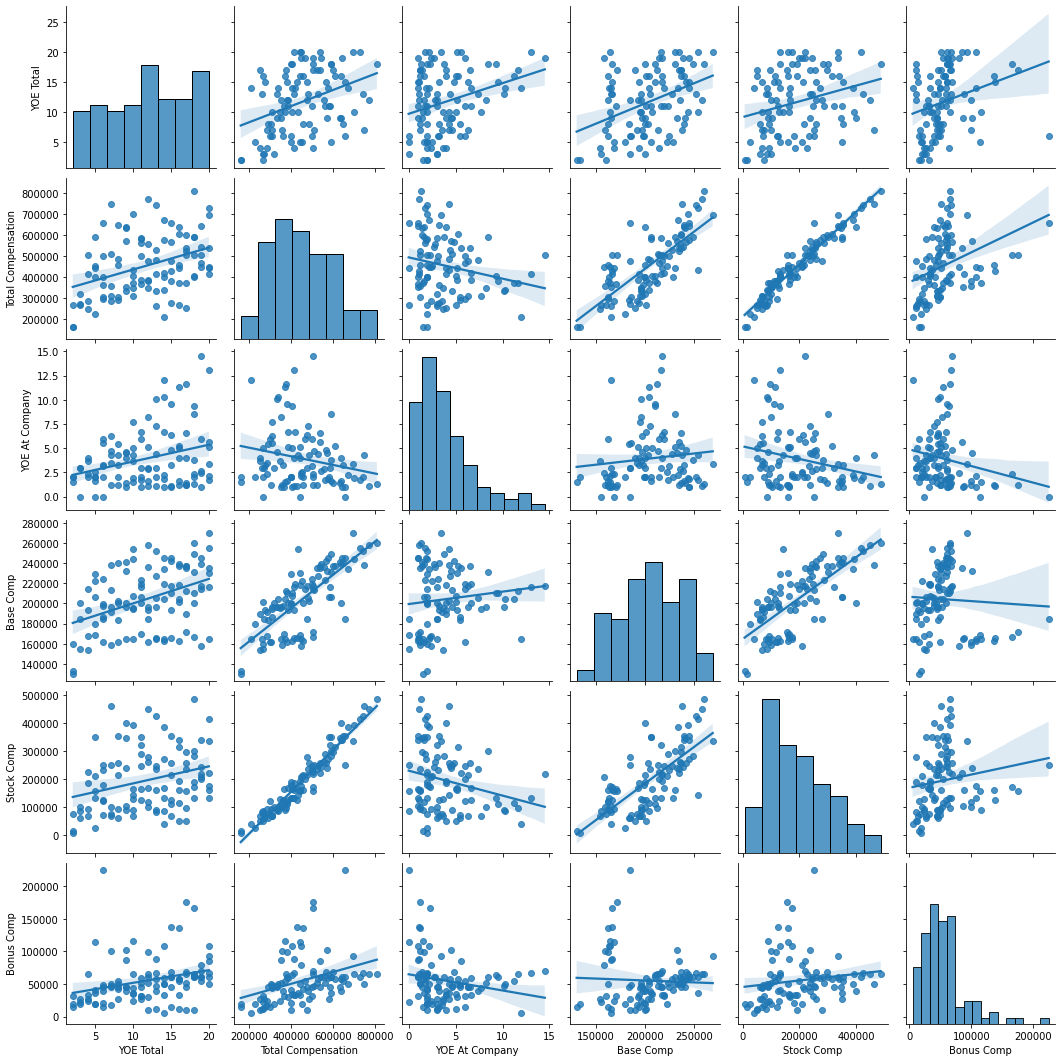 25
20
15
10
5
YOE Total
800000
700000
600000
500000
400000
300000
200000
Total Compensation
15.0
12.5
10.0
7.5
5.0
2.5
0.0
YOE At Company
280000
260000
240000
220000
200000
180000
160000
140000
Base Comp
500000
400000
300000
200000
100000
0
Stock Comp
200000
150000
100000
50000
0
Bonus Comp
5 10 15 20
200000 400000 600000 800000
0 5 10 15
150000 200000 250000
0 200000 400000
0 100000 200000
YOE Total
Total Compensation
YOE At Company
Base Comp
Stock Comp
Bonus Comp